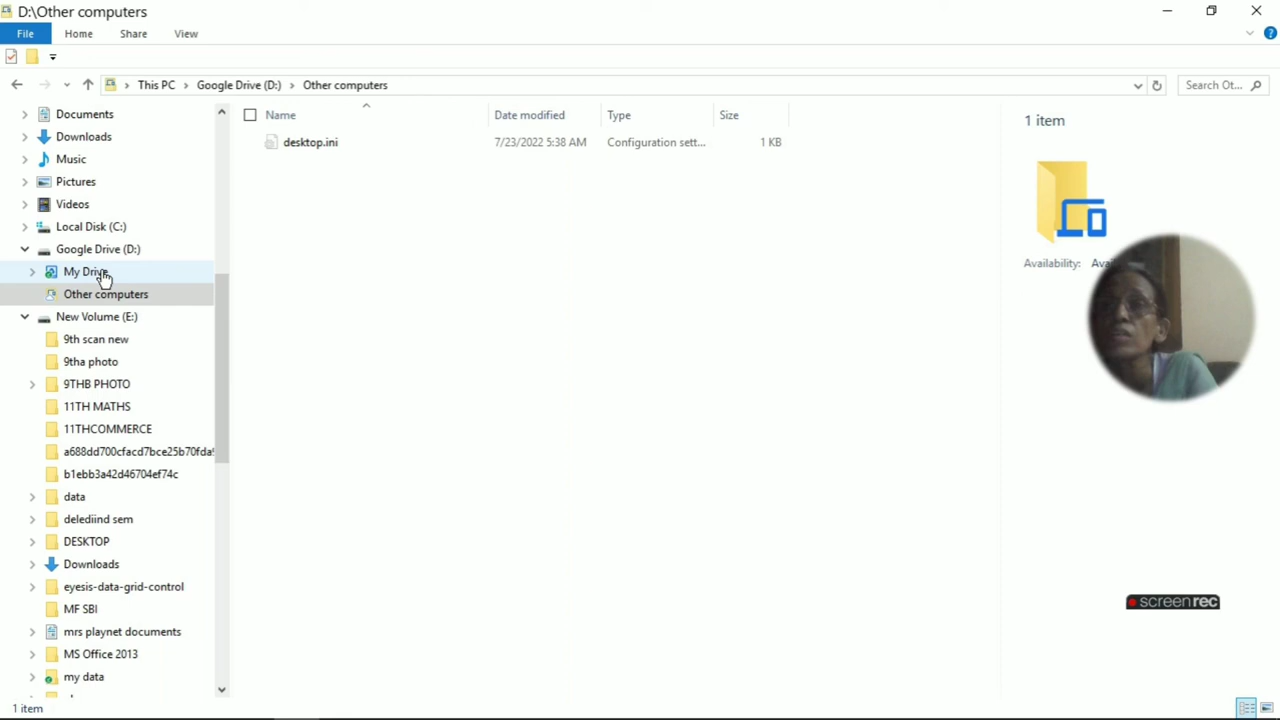 D:\Other computers
File Home Share View
This PC › Google Drive (D:) › Other computers
Search Ot...
Documents
Downloads
Music
Pictures
Videos
Local Disk (C:)
Google Drive (D:)
My Drive
Other computers
New Volume (E:)
9th scan new
9tha photo
9THB PHOTO
11TH MATHS
11THCOMMERCE
b1ebb3a42d46704ef74c
data
delediind sem
DESKTOP
Downloads
eyesis-data-grid-control
MF SBI
mrs playnet documents
MS Office 2013
my data
Name Date modified Type Size
desktop.ini 7/23/2022 5:38 AM Configuration sett... 1 KB
1 item
Availability:
screenrec
1 item